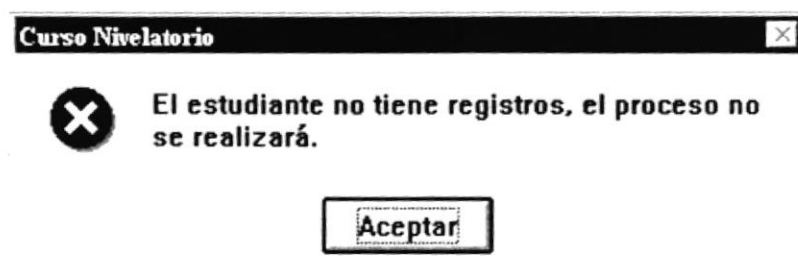 Curso Nivelatorio
El estudiante no tiene registros, el proceso no
se realizará.
Aceptar